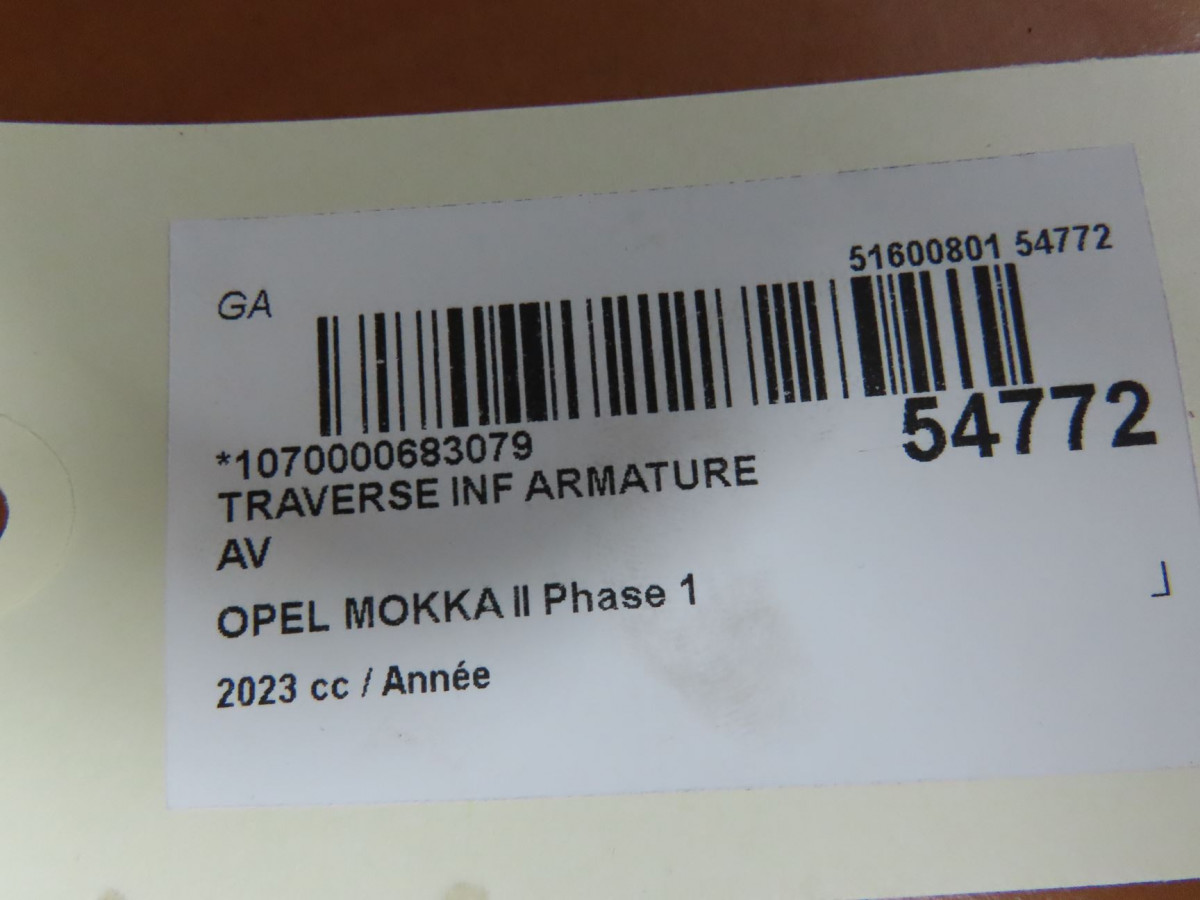 51600801 54772
GA
54772
*1070000683079
TRAVERSE INF ARMATURE
AV
OPEL MOKKA II Phase 1
2023 cc / Année